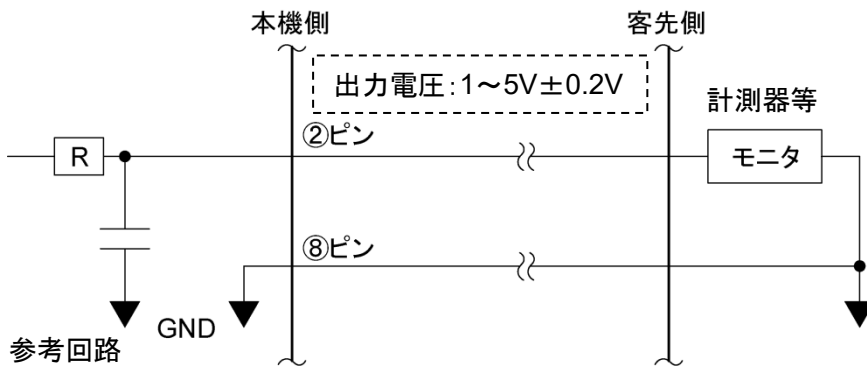 本機側
客先側
出力電圧：1～5V±0.2V
計測器等
②ピン
R
モニタ
⑧ピン
GND
参考回路